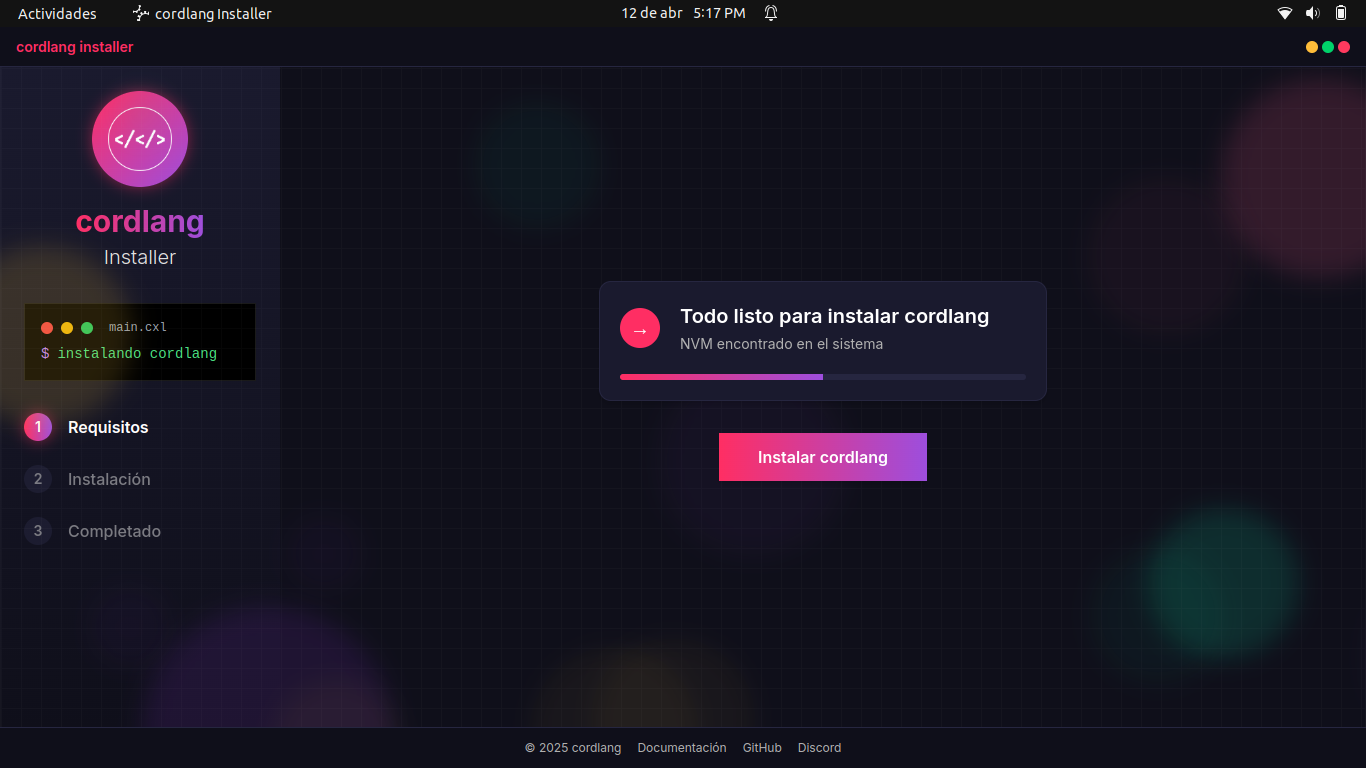 Actividades
cordlang Installer
12 de abr 5:17 PM
cordlang installer
</</>
cordlang
Installer
main.cxl
$ instalando cordlang
1 Requisitos
2 Instalación
3 Completado
→
Todo listo para instalar cordlang
NVM encontrado en el sistema
Instalar cordlang
© 2025 cordlang Documentación GitHub Discord